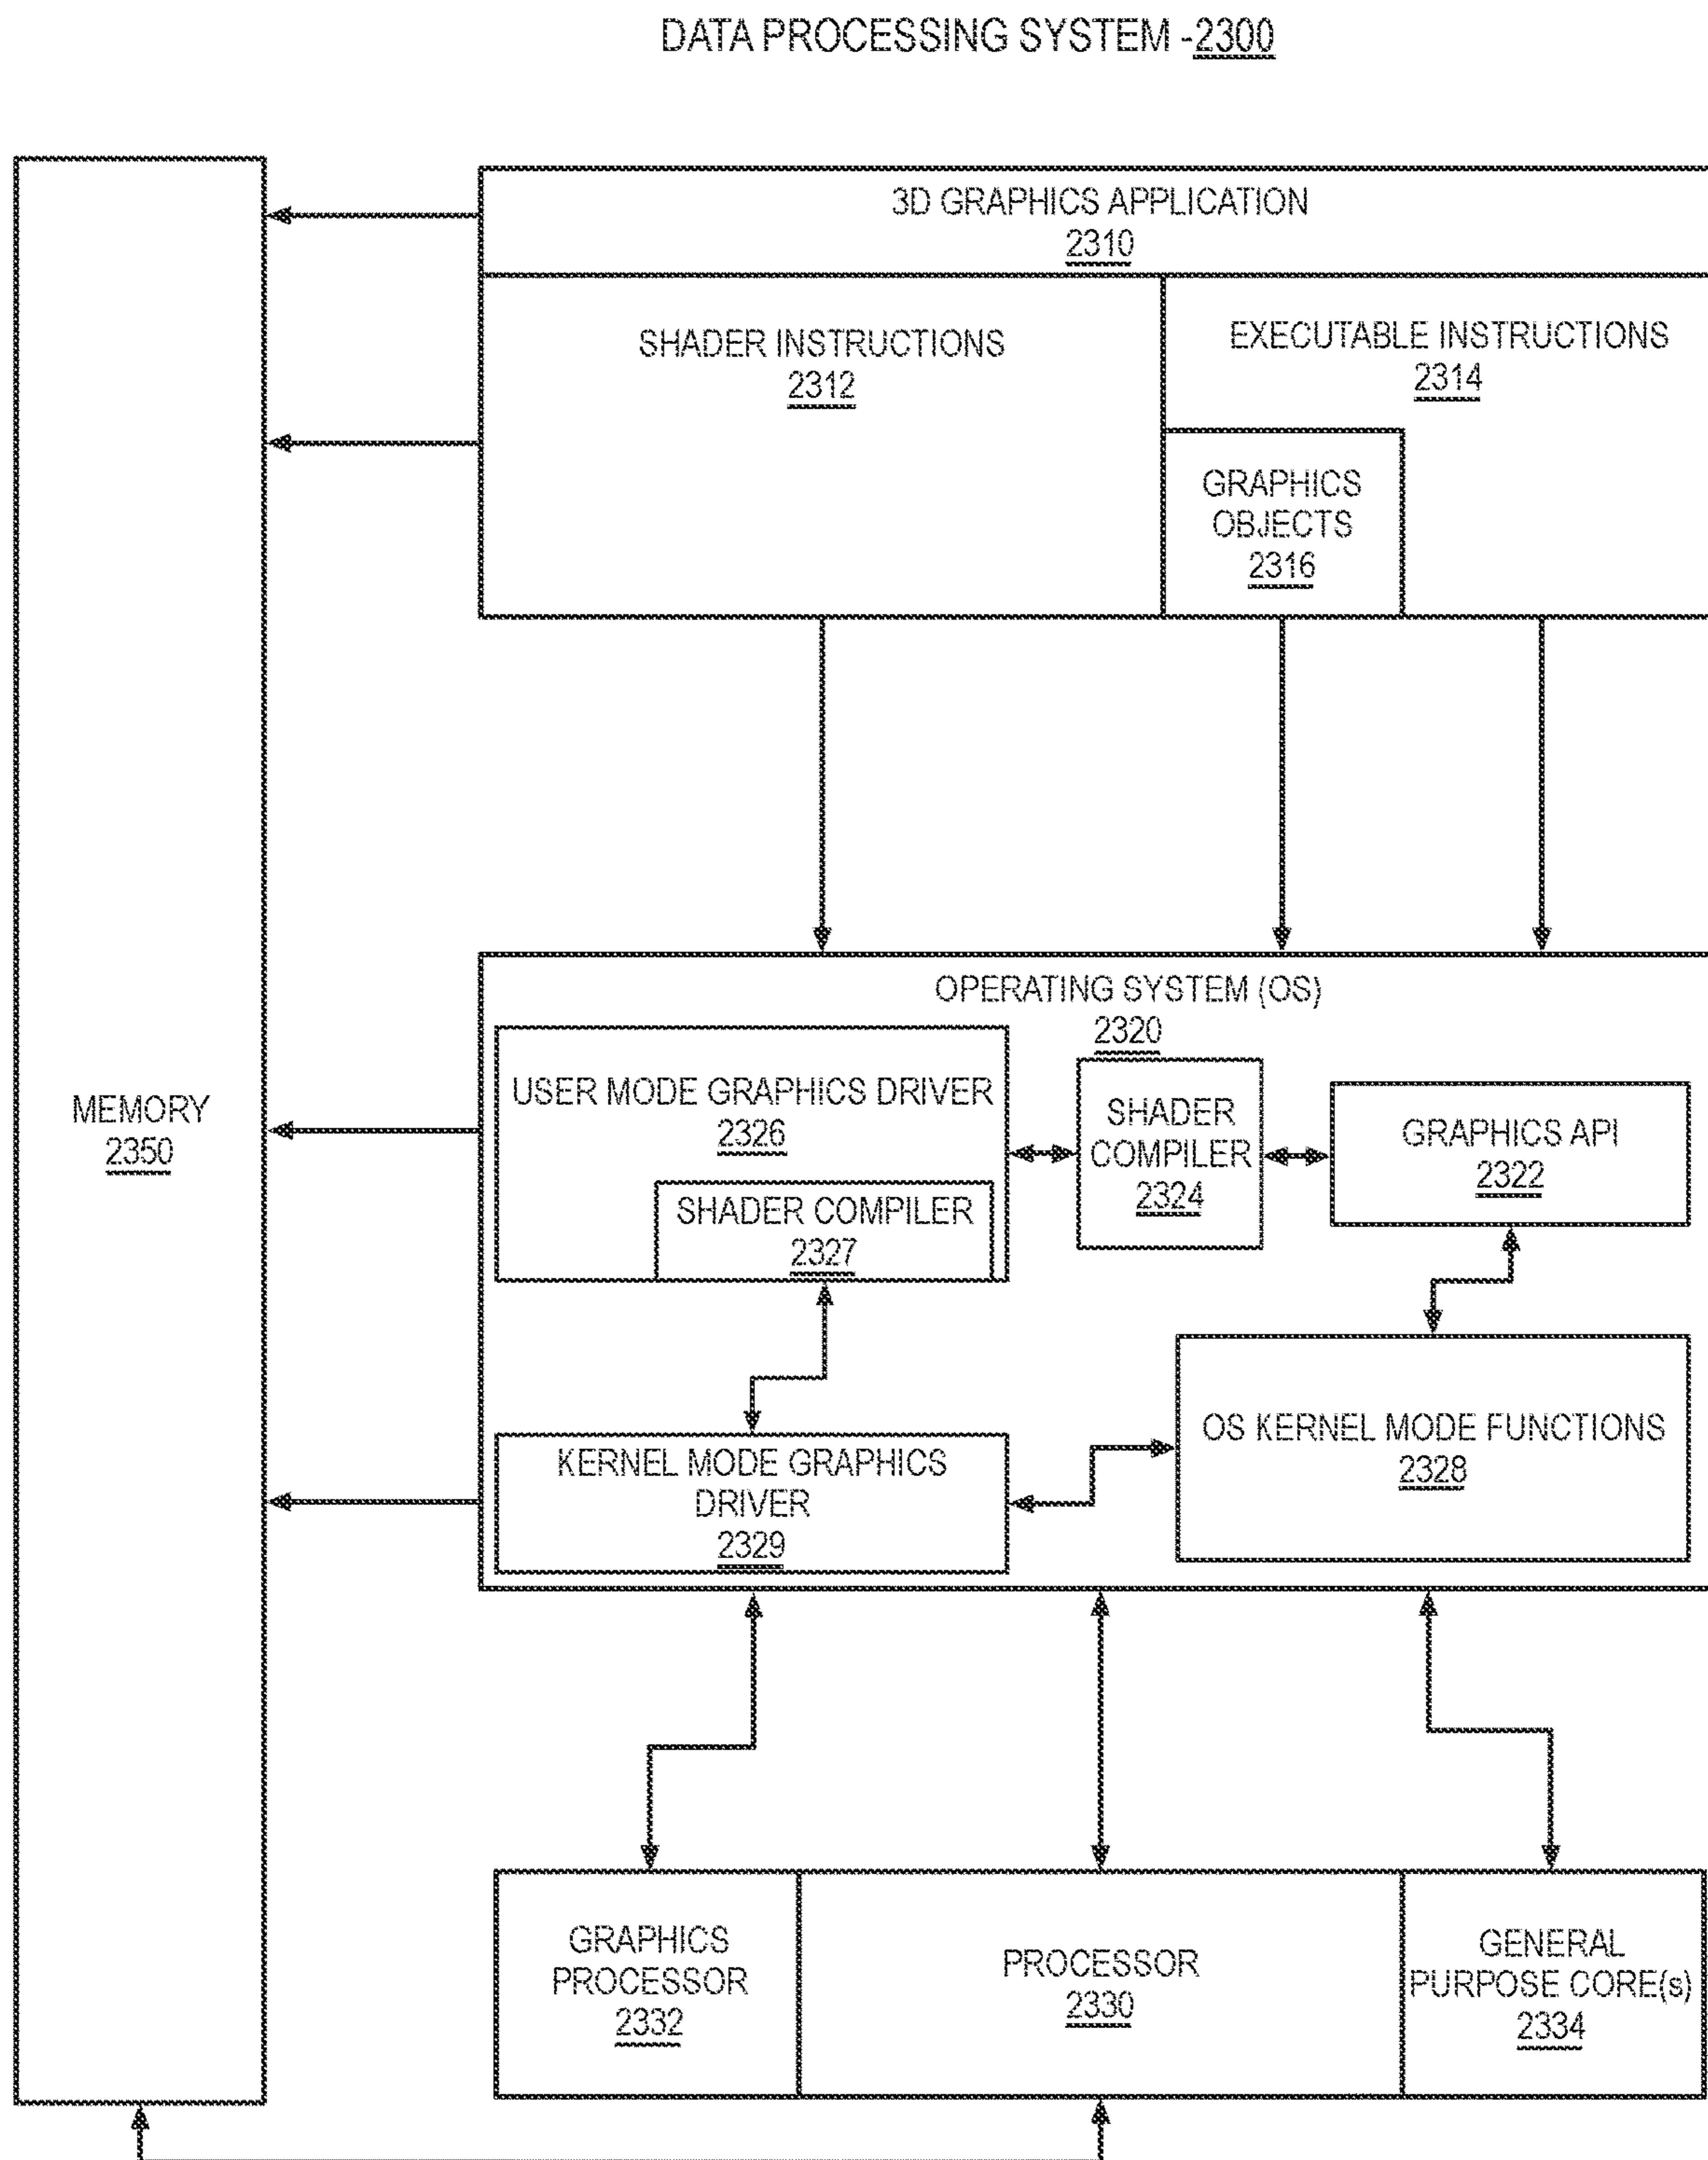 DATA PROCESSING SYSTEM -2300
3D GRAPHICS APPLICATION
2310
SHADER INSTRUCTIONS
2312
EXECUTABLE INSTRUCTIONS
2314
GRAPHICS
OBJECTS
2316
MEMORY
2350
OPERATING SYSTEM (OS)
2320
USER MODE GRAPHICS DRIVER
2326
SHADER COMPILER
2327
SHADER
COMPILER
2324
GRAPHICS API
2322
KERNEL MODE GRAPHICS
DRIVER
2329
OS KERNEL MODE FUNCTIONS
2328
GRAPHICS
PROCESSOR
2332
PROCESSOR
2330
GENERAL
PURPOSE CORE(s)
2334